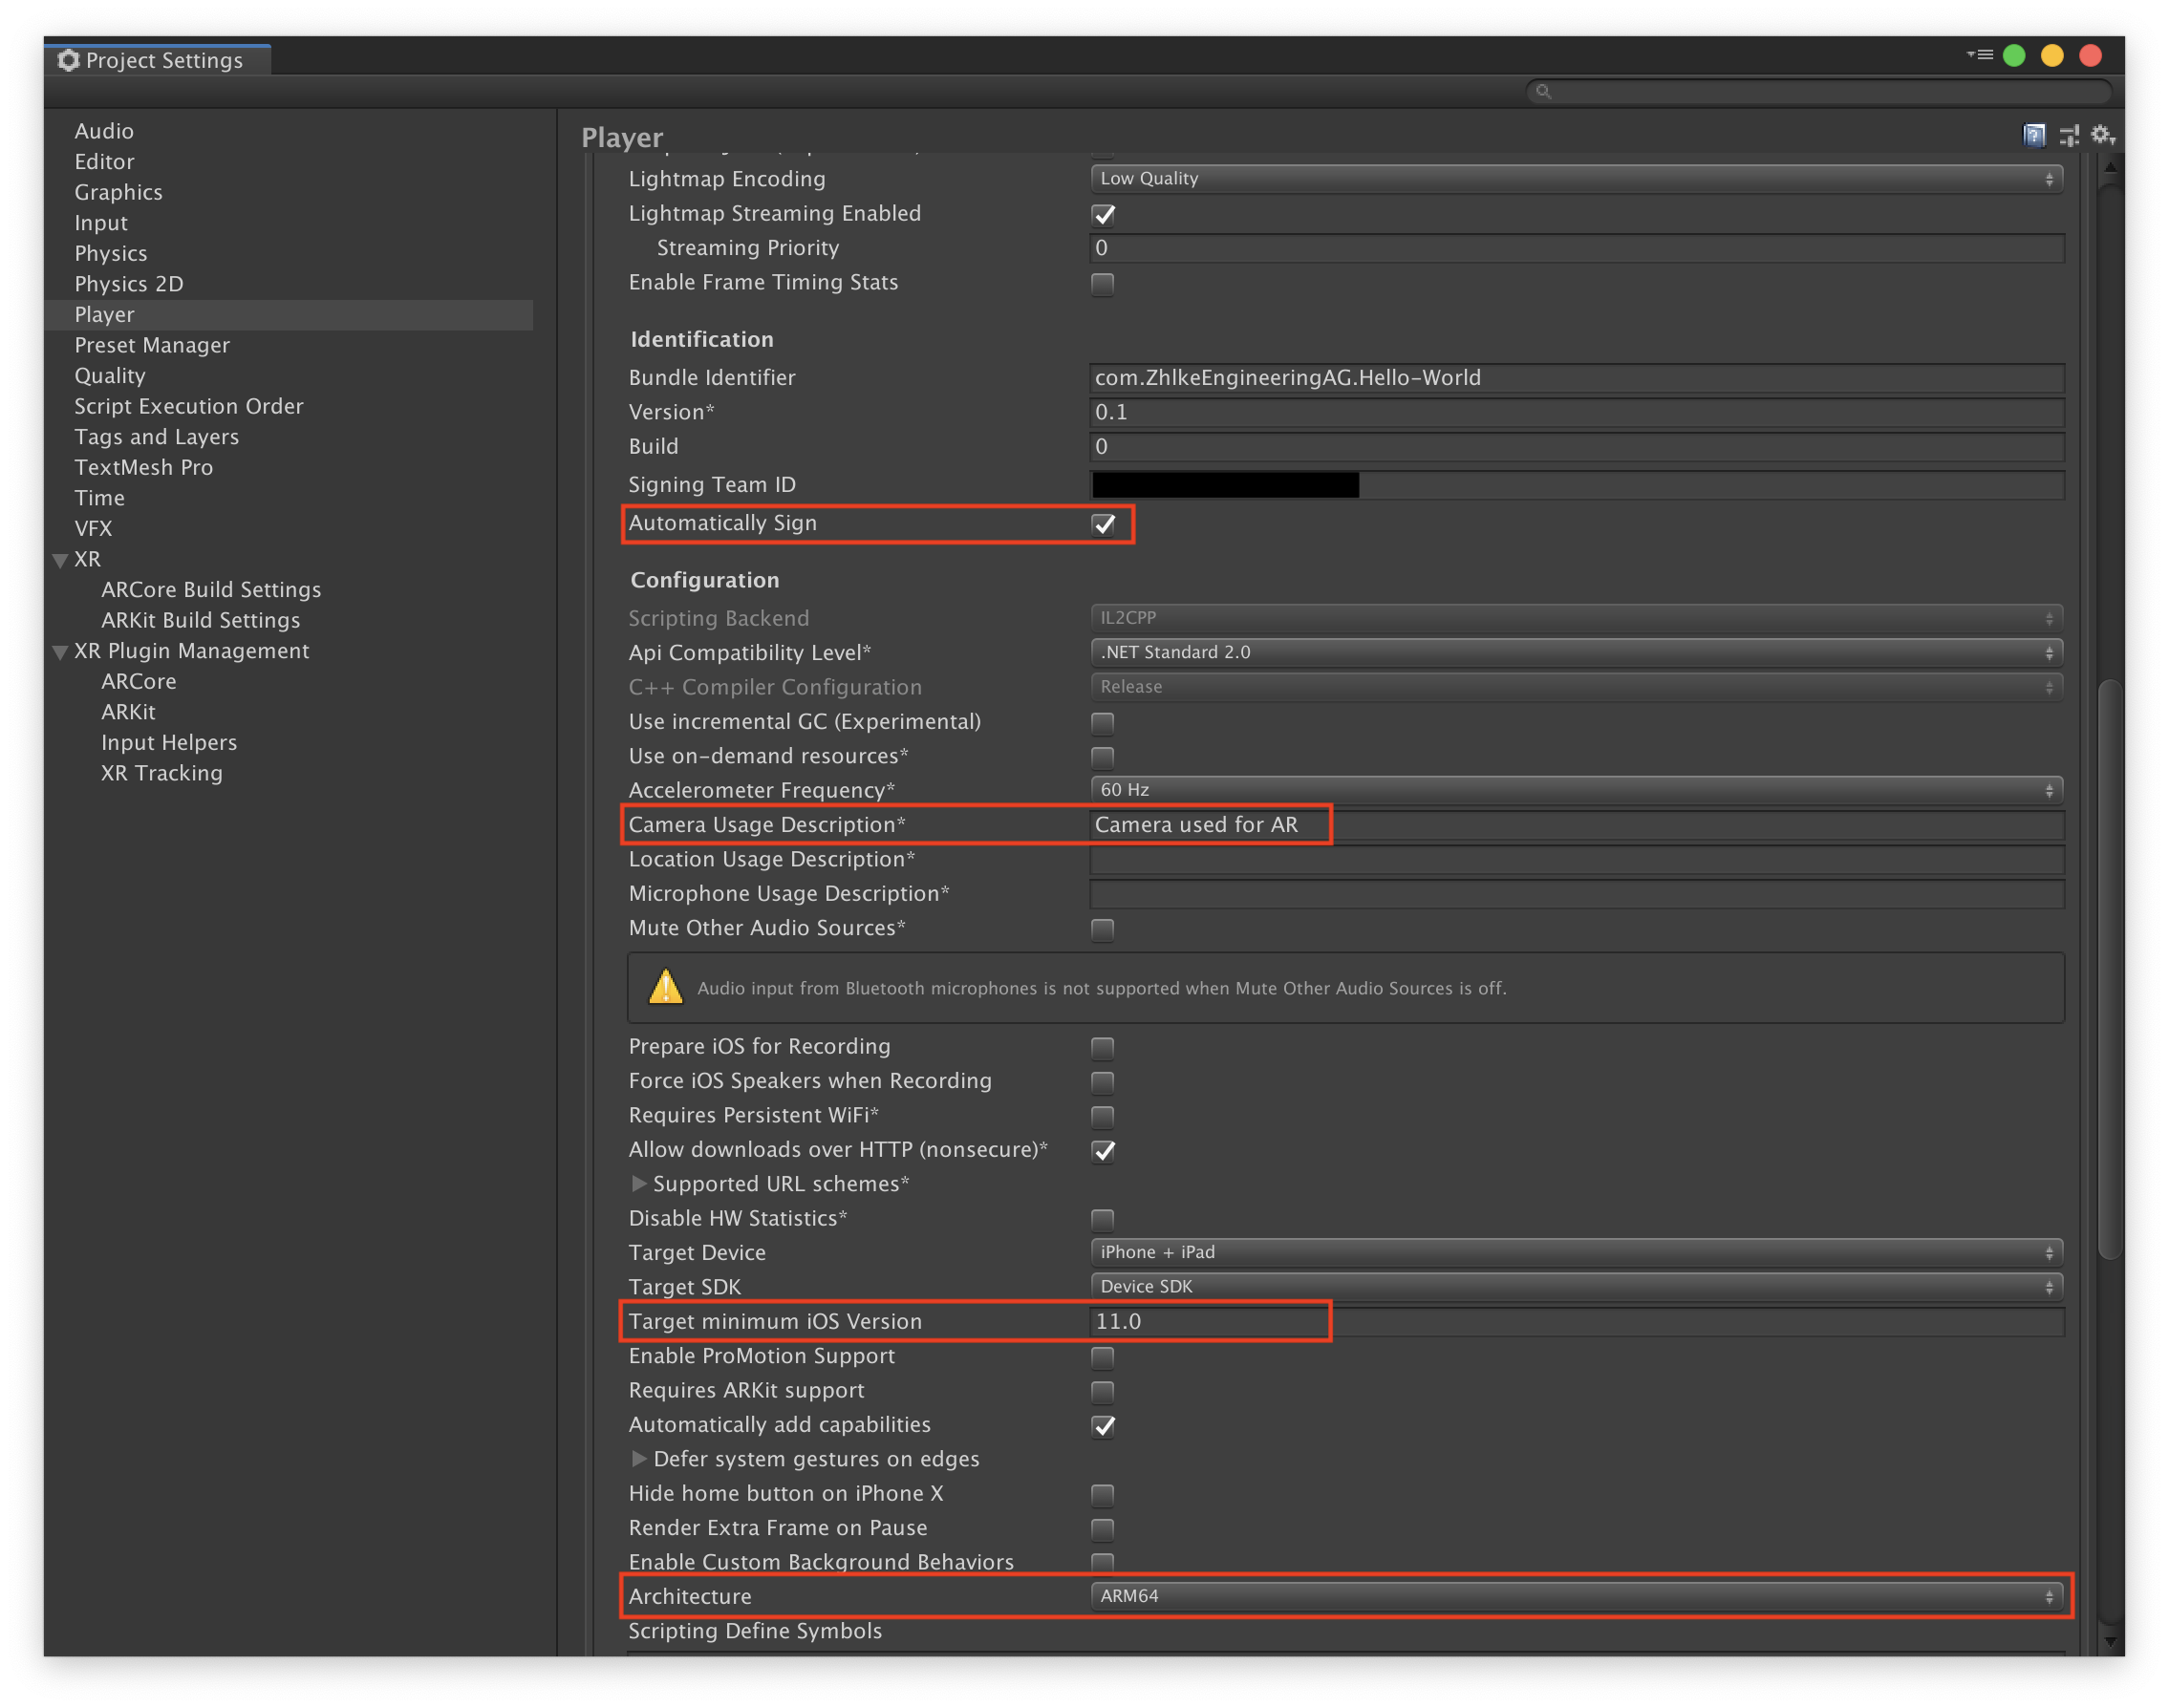 Project Settings
Audio
Editor
Graphics
Input
Physics
Physics 2D
Player
Preset Manager
Quality
Script Execution Order
Tags and Layers
TextMesh Pro
Time
VFX
XR
ARCore Build Settings
ARKit Build Settings
XR Plugin Management
ARCore
ARKit
Input Helpers
XR Tracking
Player
Lightmap Encoding Low Quality
Lightmap Streaming Enabled
Streaming Priority 0
Enable Frame Timing Stats
Identification
Bundle Identifier com.ZhlkeEngineeringAG.Hello-World
Version* 0.1
Build 0
Signing Team ID
Automatically Sign
Configuration
Scripting Backend IL2CPP
Api Compatibility Level* .NET Standard 2.0
C++ Compiler Configuration Release
Use incremental GC (Experimental)
Use on-demand resources*
Accelerometer Frequency* 60 Hz
Camera Usage Description* Camera used for AR
Location Usage Description*
Microphone Usage Description*
Mute Other Audio Sources*
Audio input from Bluetooth microphones is not supported when Mute Other Audio Sources is off.
Prepare iOS for Recording
Force iOS Speakers when Recording
Requires Persistent WiFi*
Allow downloads over HTTP (nonsecure)*
Supported URL schemes*
Disable HW Statistics*
Target Device iPhone + iPad
Target SDK Device SDK
Target minimum iOS Version 11.0
Enable ProMotion Support
Requires ARKit support
Automatically add capabilities
Defer system gestures on edges
Hide home button on iPhone X
Render Extra Frame on Pause
Enable Custom Background Behaviors
Architecture ARM64
Scripting Define Symbols